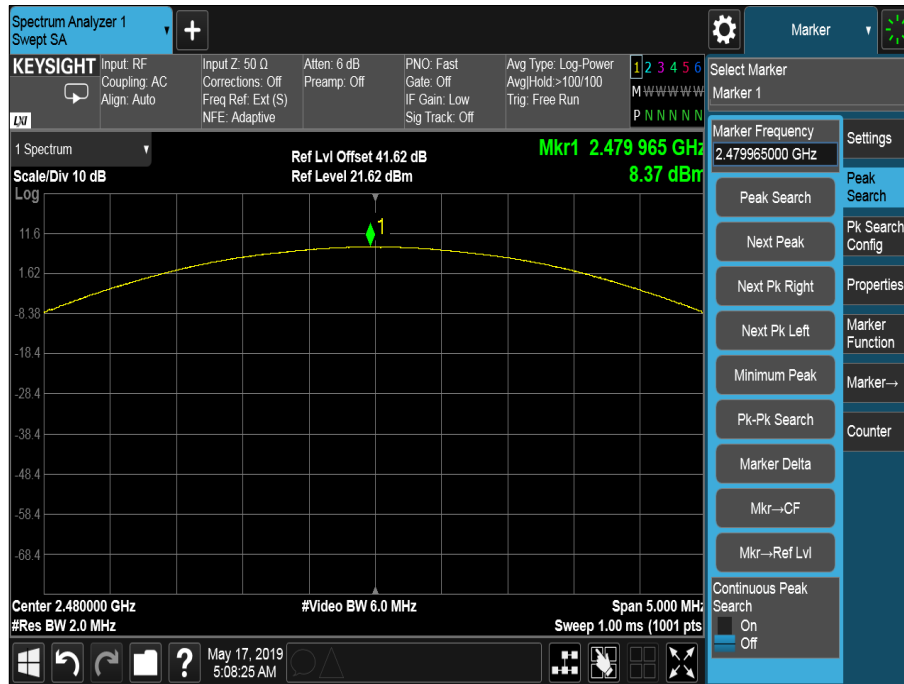 Spectrum Analyzer 1
Swept SA
+
Marker
KEYSIGHT
LXI
Input: RF
Coupling: AC
Align: Auto
Input Z: 50 Ω
Corrections: Off
Freq Ref: Ext (S)
NFE: Adaptive
Atten: 6 dB
Preamp: Off
PNO: Fast
Gate: Off
IF Gain: Low
Sig Track: Off
Avg Type: Log-Power
Avg|Hold:>100/100
Trig: Free Run
1 2 3 4 5 6
M W W W W W
P N N N N N
Select Marker
Marker 1
1 Spectrum
Scale/Div 10 dB
Log
Ref Lvl Offset 41.62 dB
Ref Level 21.62 dBm
Mkr1 2.479 965 GHz
8.37 dBm
1
11.6
1.62
-8.38
-18.4
-28.4
-38.4
-48.4
-58.4
-68.4
Center 2.480000 GHz
#Res BW 2.0 MHz
#Video BW 6.0 MHz
Span 5.000 MHz
Sweep 1.00 ms (1001 pts
Marker Frequency
2.479965000 GHz
Peak Search
Next Peak
Next Pk Right
Next Pk Left
Minimum Peak
Pk-Pk Search
Marker Delta
Mkr→CF
Mkr→Ref Lvl
Continuous Peak
Search
On
Off
Settings
Peak
Search
Pk Search
Config
Properties
Marker
Function
Marker→
Counter
?
May 17, 2019
5:08:25 AM